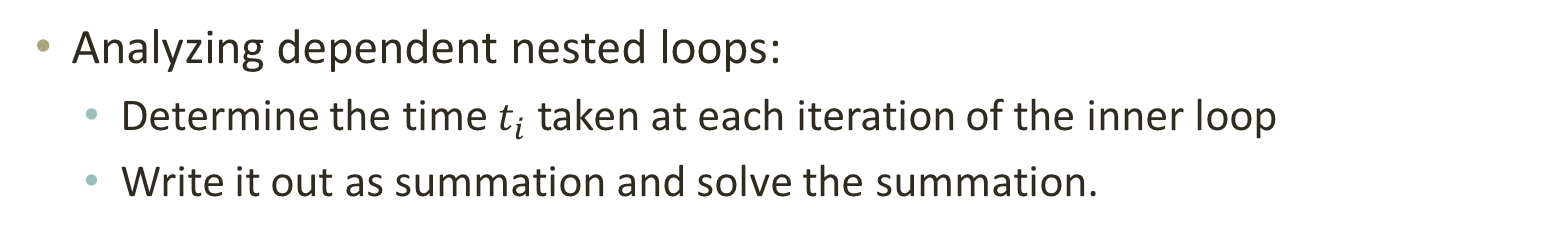 • Analyzing dependent nested loops:
• Determine the time tᵢ taken at each iteration of the inner loop
• Write it out as summation and solve the summation.